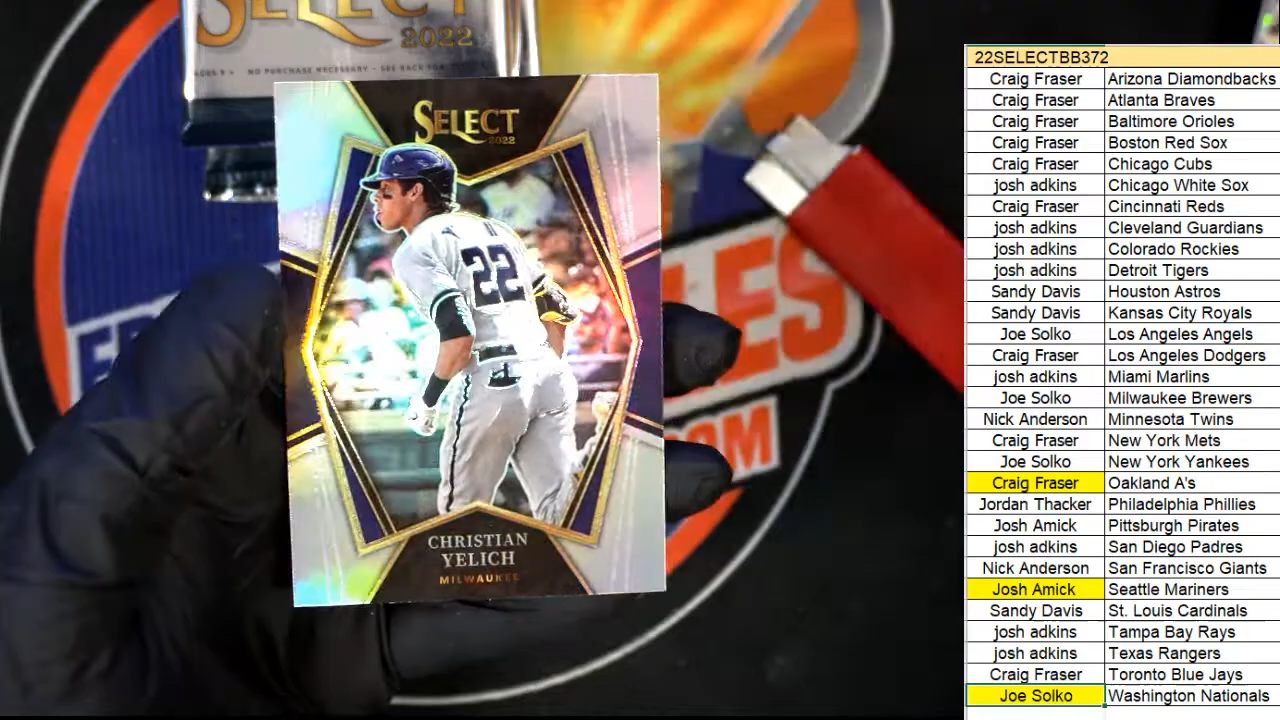 SELECT
2022
AGES 9+ NO PURCHASE NECESSARY - SEE BACK FOR
SELECT
2022
22
CHRISTIAN
YELICH
MILWAUKEE
LES
COM
22SELECTBB372
Craig Fraser Arizona Diamondbacks
Craig Fraser Atlanta Braves
Craig Fraser Baltimore Orioles
Craig Fraser Boston Red Sox
Craig Fraser Chicago Cubs
josh adkins Chicago White Sox
Craig Fraser Cincinnati Reds
josh adkins Cleveland Guardians
josh adkins Colorado Rockies
josh adkins Detroit Tigers
Sandy Davis Houston Astros
Sandy Davis Kansas City Royals
Joe Solko Los Angeles Angels
Craig Fraser Los Angeles Dodgers
josh adkins Miami Marlins
Joe Solko Milwaukee Brewers
Nick Anderson Minnesota Twins
Craig Fraser New York Mets
Joe Solko New York Yankees
Craig Fraser Oakland A's
Jordan Thacker Philadelphia Phillies
Josh Amick Pittsburgh Pirates
josh adkins San Diego Padres
Nick Anderson San Francisco Giants
Josh Amick Seattle Mariners
Sandy Davis St. Louis Cardinals
josh adkins Tampa Bay Rays
josh adkins Texas Rangers
Craig Fraser Toronto Blue Jays
Joe Solko Washington Nationals